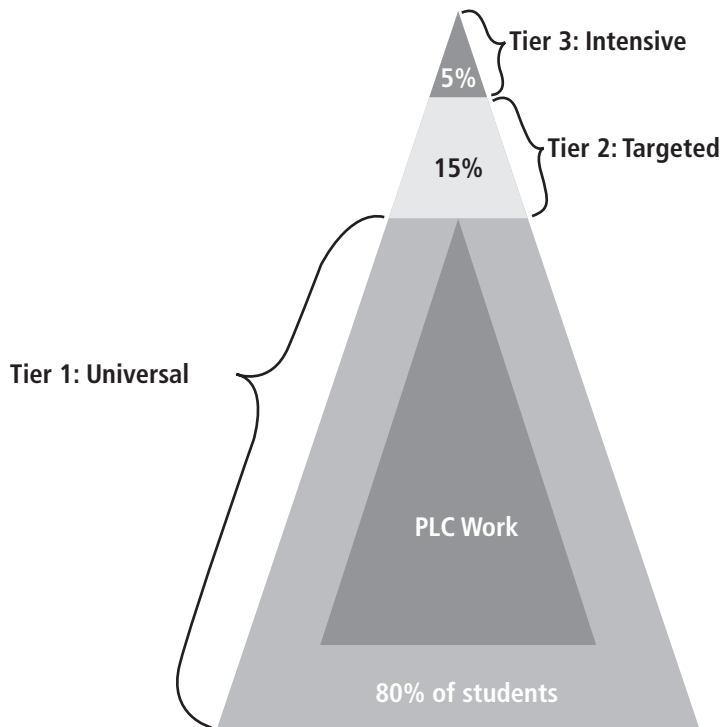 Tier 3: Intensive
5%
Tier 2: Targeted
15%
Tier 1: Universal
PLC Work
80% of students